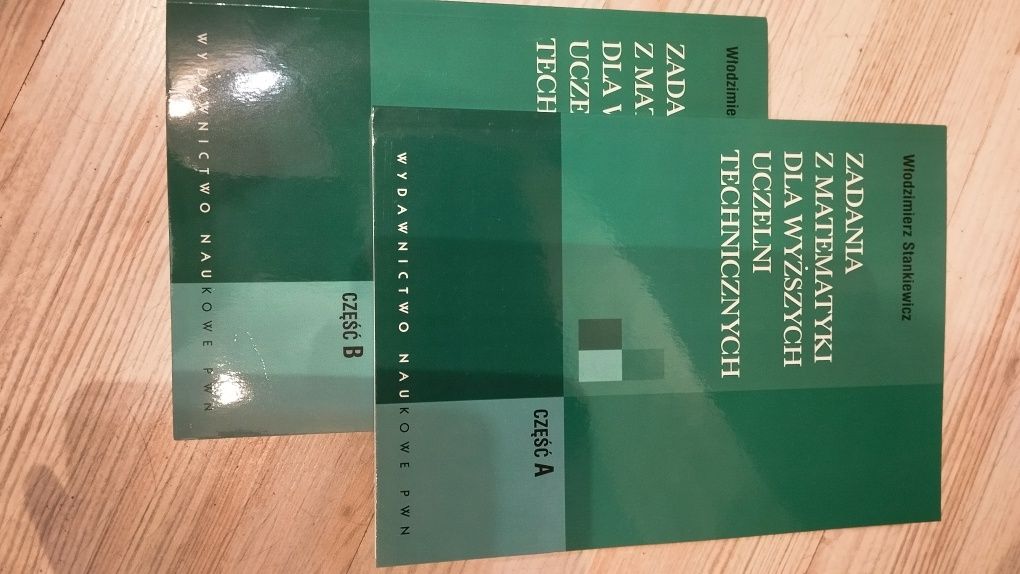 Włodzimierz Stankiewicz
ZADANIA
Z MATEMATYKI
DLA WYŻSZYCH
UCZELNI
TECHNICZNYCH
CZĘŚĆ A
WYDAWNICTWO NAUKOWE PWN
Włodzimie
ZADA
Z MA
DLA W
UCZE
TECH
CZĘŚĆ B
WYDAWNICTWO NAUKOWE PWN